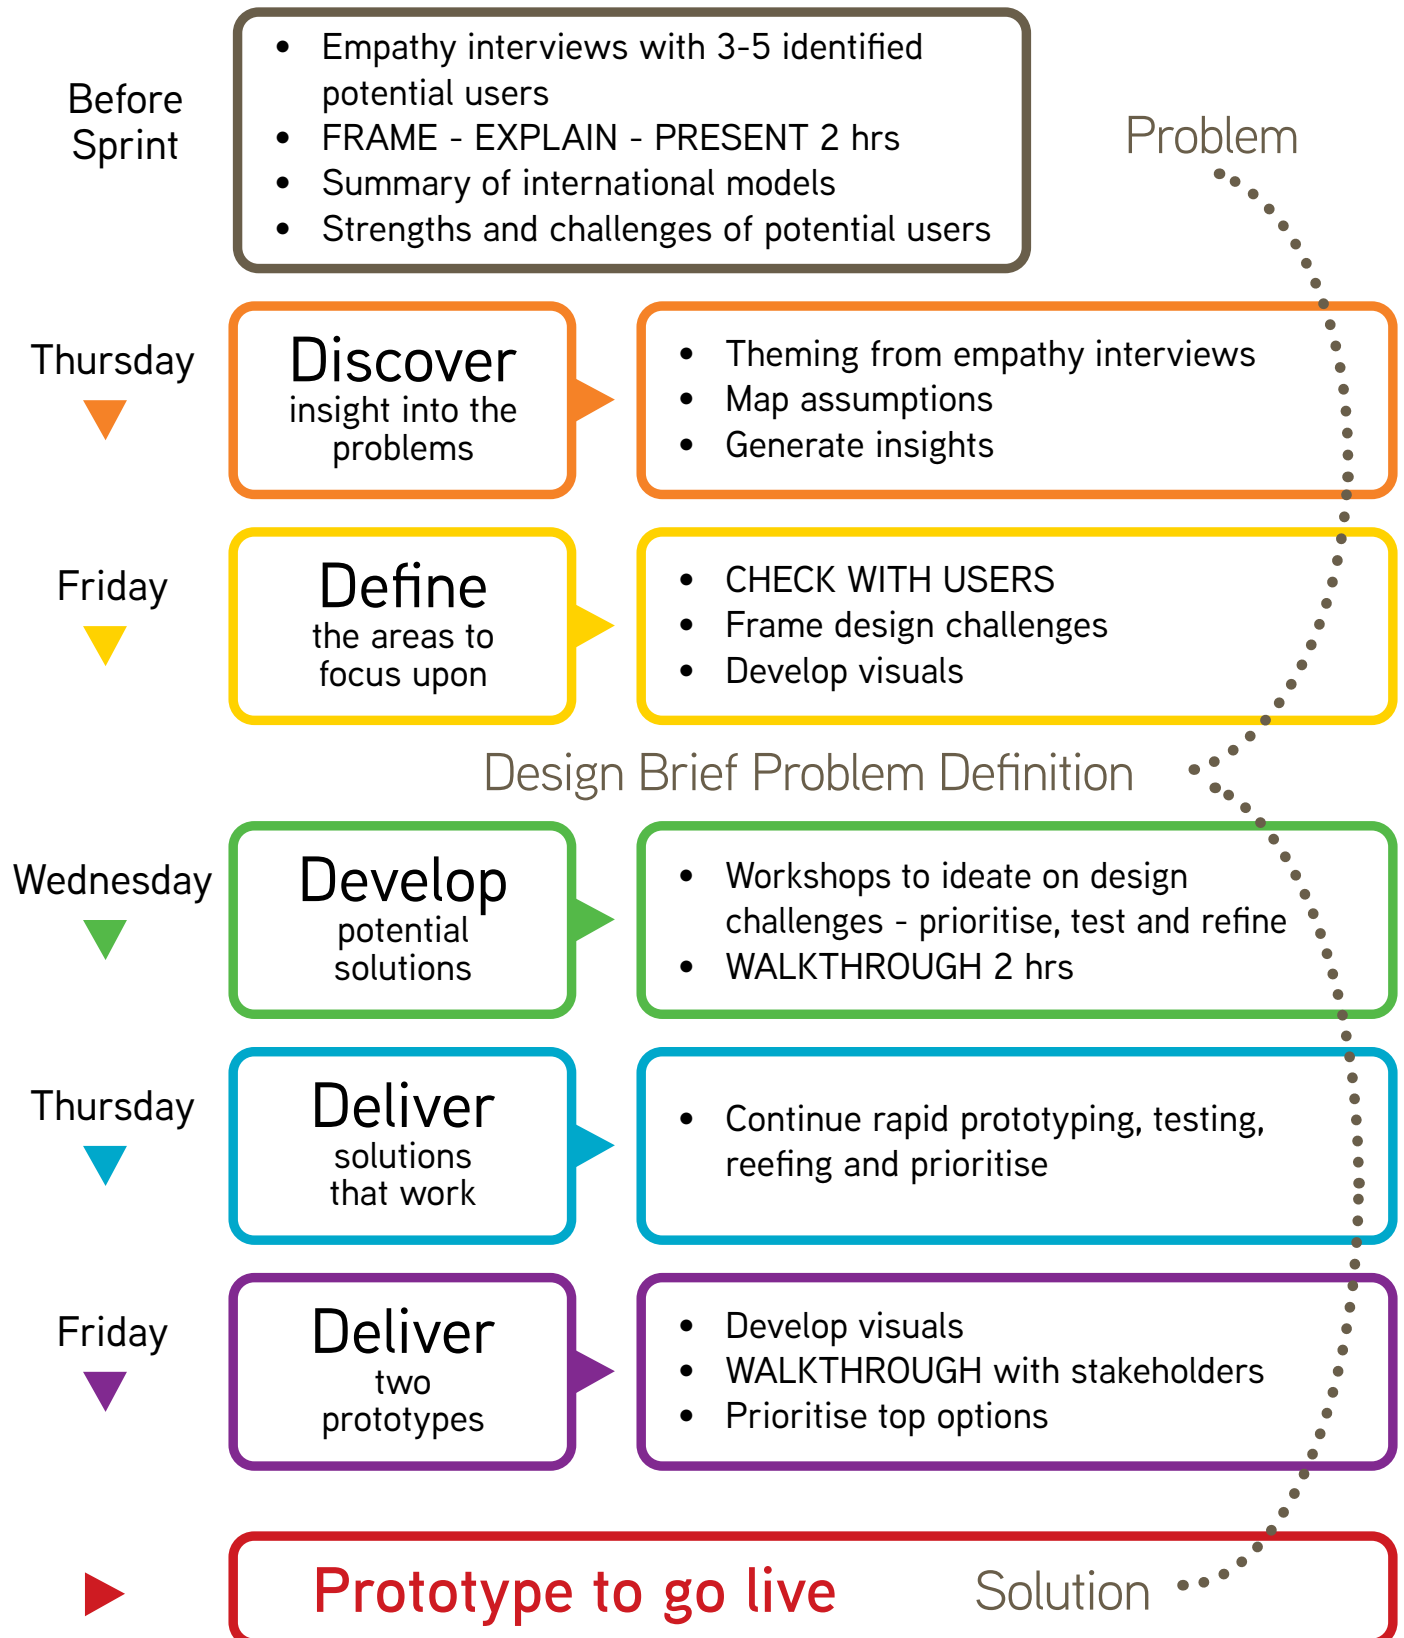 Before
Sprint
• Empathy interviews with 3-5 identified
potential users
• FRAME - EXPLAIN - PRESENT 2 hrs
• Summary of international models
• Strengths and challenges of potential users
Problem
Thursday
Discover
insight into the
problems
• Theming from empathy interviews
• Map assumptions
• Generate insights
Friday
Define
the areas to
focus upon
• CHECK WITH USERS
• Frame design challenges
• Develop visuals
Design Brief Problem Definition
Wednesday
Develop
potential
solutions
• Workshops to ideate on design
challenges - prioritise, test and refine
• WALKTHROUGH 2 hrs
Thursday
Deliver
solutions
that work
• Continue rapid prototyping, testing,
reefing and prioritise
Friday
Deliver
two
prototypes
• Develop visuals
• WALKTHROUGH with stakeholders
• Prioritise top options
Prototype to go live
Solution